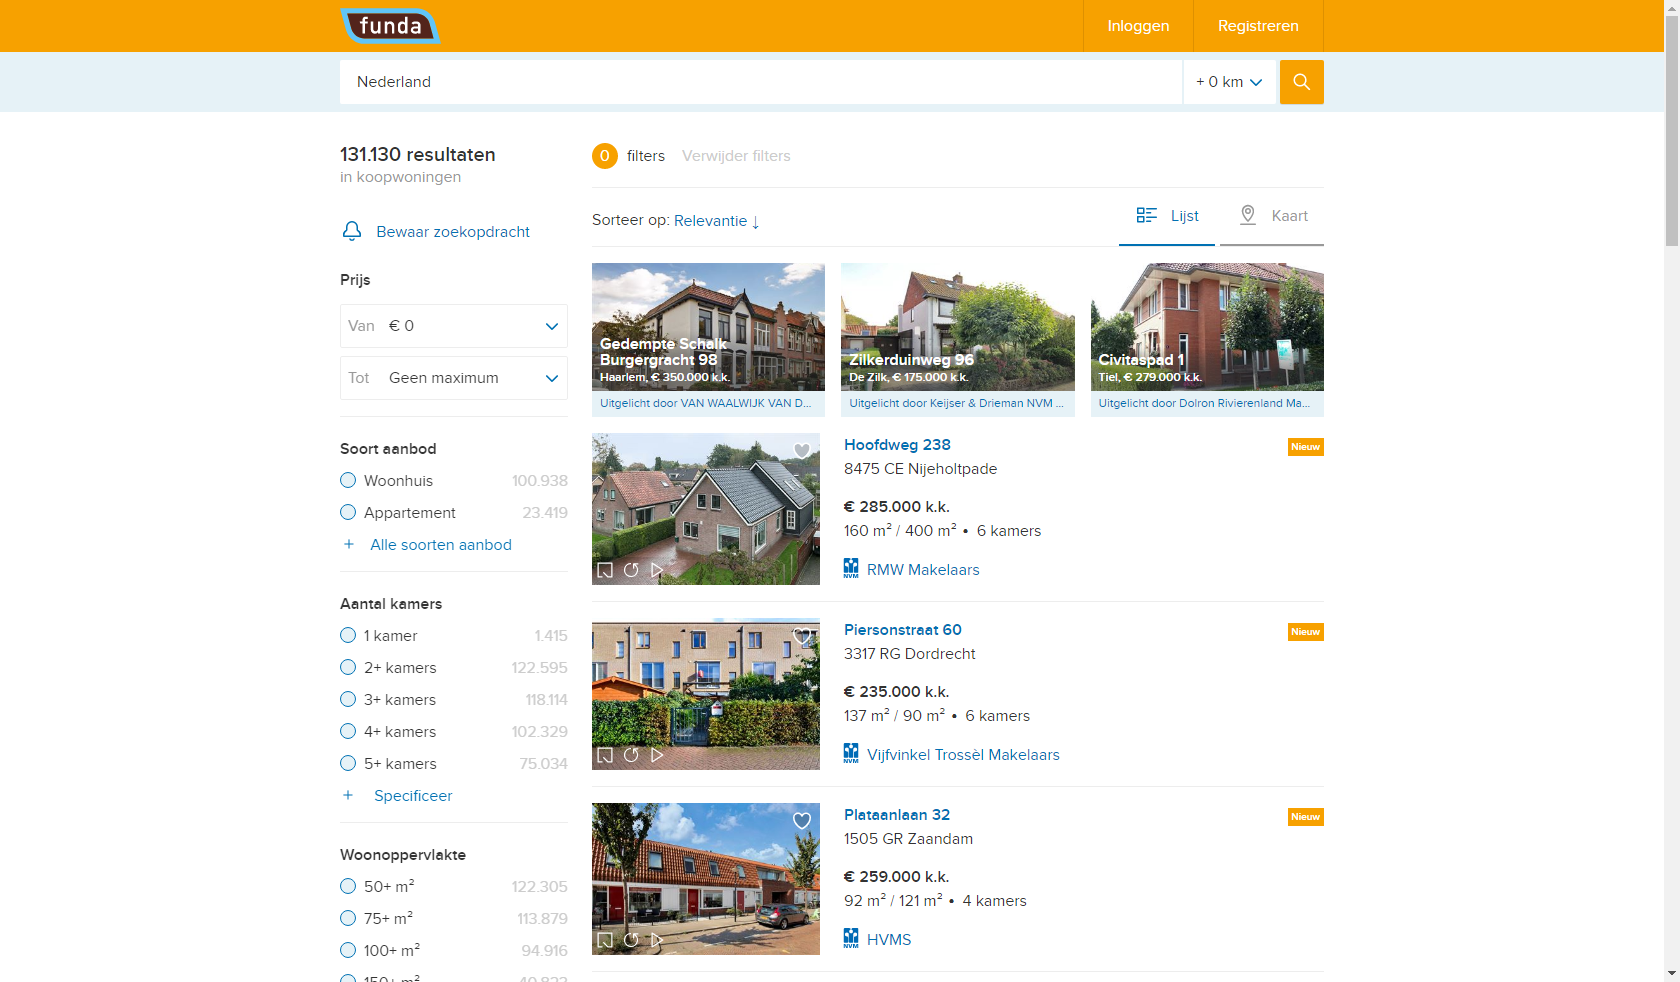 funda
Inloggen
Registreren
Nederland
+ 0 km
131.130 resultaten
in koopwoningen
Bewaar zoekopdracht
Prijs
Van € 0
Tot Geen maximum
Soort aanbod
Woonhuis 100.938
Appartement 23.419
+ Alle soorten aanbod
Aantal kamers
1 kamer 1.415
2+ kamers 122.595
3+ kamers 118.114
4+ kamers 102.329
5+ kamers 75.034
+ Specificeer
Woonoppervlakte
50+ m² 122.305
75+ m² 113.879
100+ m² 94.916
150+ m² 40.823
0 filters Verwijder filters
Sorteer op: Relevantie ↓
Lijst
Kaart
Gedempte Schalk
Burgergracht 98
Haarlem, € 350.000 k.k.
Uitgelicht door VAN WAALWIJK VAN D...
Zilkerduinweg 96
De Zilk, € 175.000 k.k.
Uitgelicht door Keijser & Drieman NVM ...
Civitaspad 1
Tiel, € 279.000 k.k.
Uitgelicht door Dolron Rivierenland Ma...
Hoofdweg 238
Nieuw
8475 CE Nijeholtpade
€ 285.000 k.k.
160 m² / 400 m² • 6 kamers
NVM RMW Makelaars
Piersonstraat 60
Nieuw
3317 RG Dordrecht
€ 235.000 k.k.
137 m² / 90 m² • 6 kamers
NVM Vijfvinkel Trossèl Makelaars
Plataanlaan 32
Nieuw
1505 GR Zaandam
€ 259.000 k.k.
92 m² / 121 m² • 4 kamers
NVM HVMS